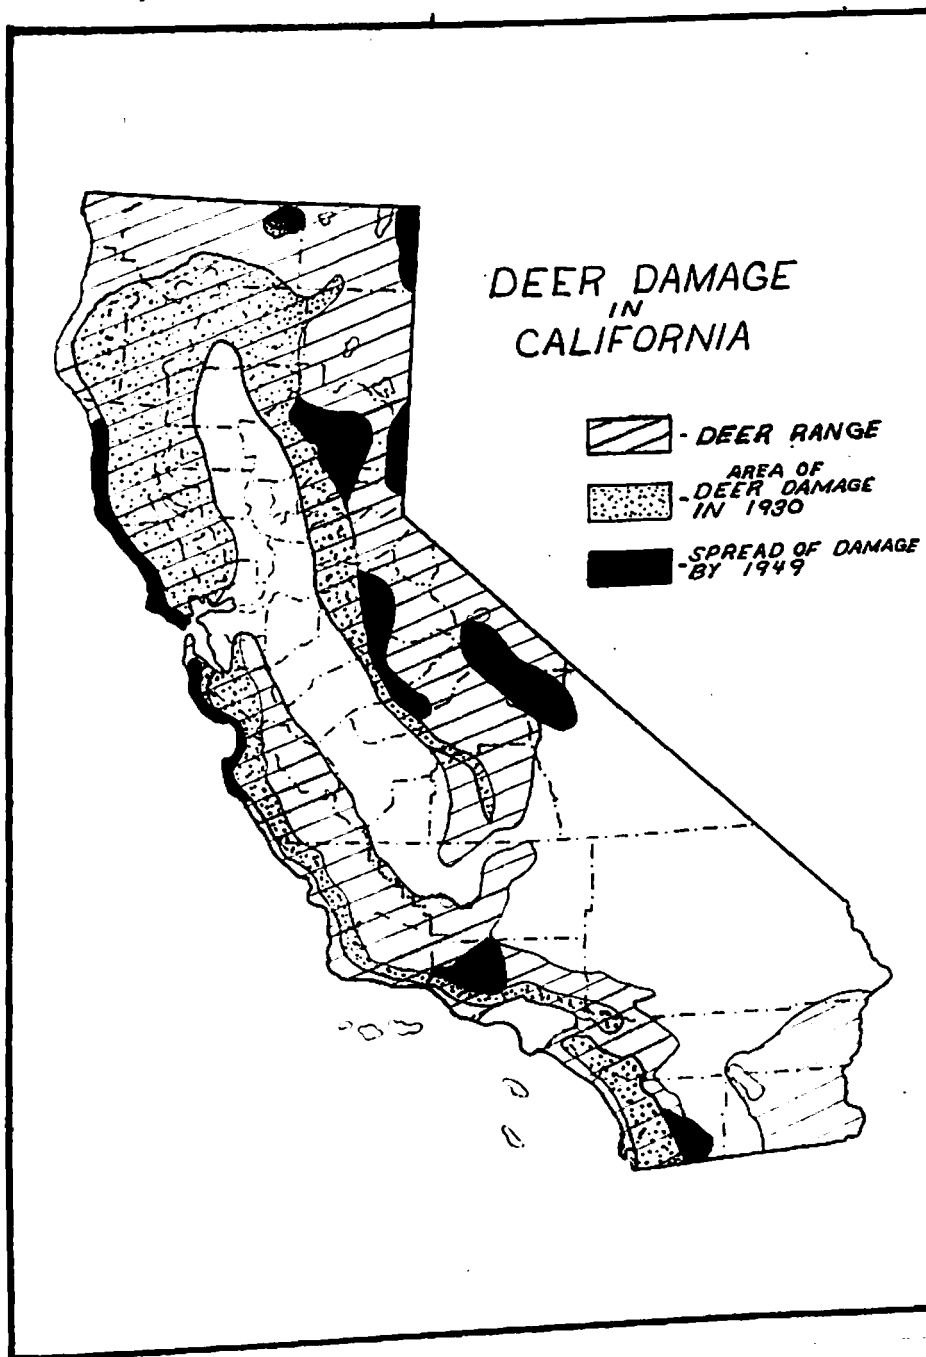 DEER DAMAGE
IN
CALIFORNIA
- DEER RANGE
AREA OF
- DEER DAMAGE
IN 1930
- SPREAD OF DAMAGE
BY 1949